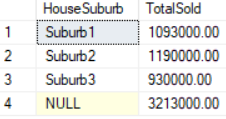 HouseSuburb TotalSold
1 Suburb1 1093000.00
2 Suburb2 1190000.00
3 Suburb3 930000.00
4 NULL 3213000.00